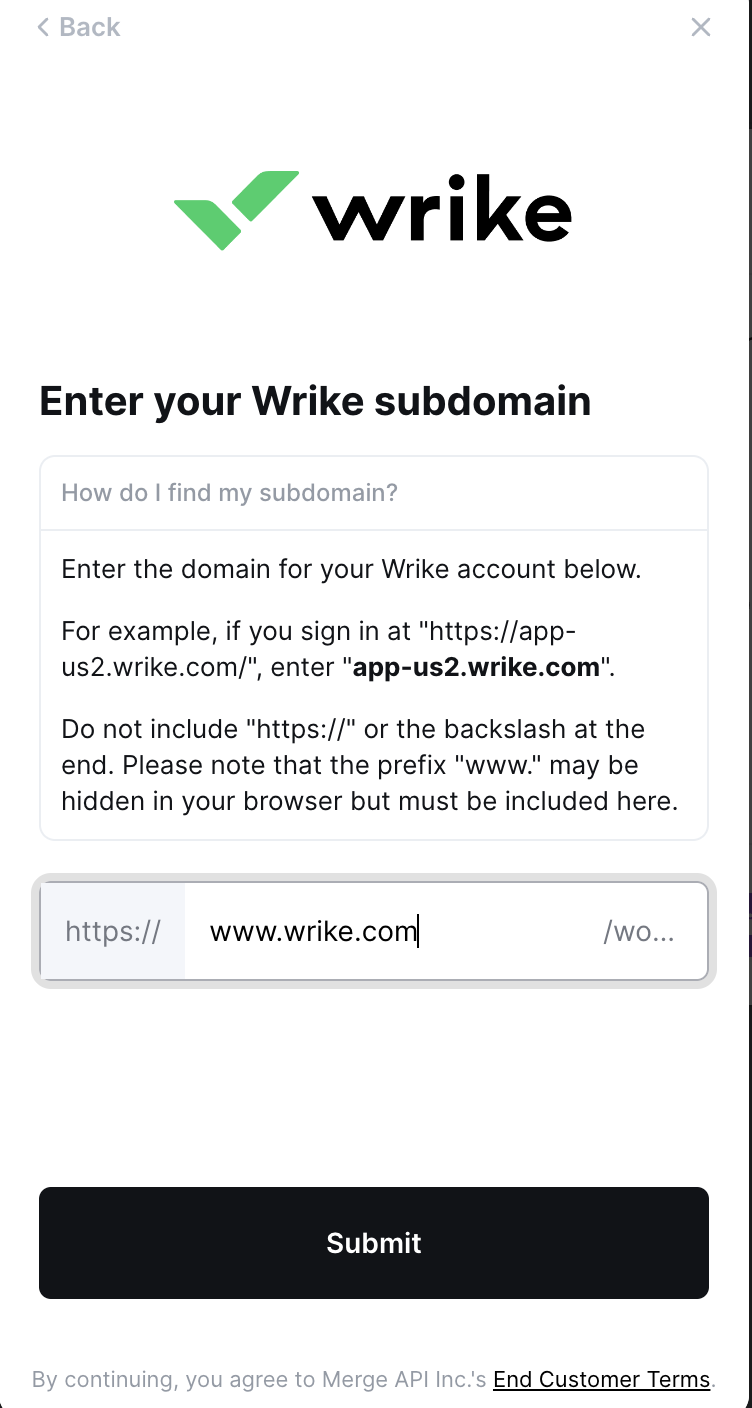 Back
wrike
Enter your Wrike subdomain
How do I find my subdomain?
Enter the domain for your Wrike account below.
For example, if you sign in at "https://app-
us2.wrike.com/", enter "app-us2.wrike.com".
Do not include "https://" or the backslash at the
end. Please note that the prefix "www." may be
hidden in your browser but must be included here.
https:// www.wrike.com /wo...
Submit
By continuing, you agree to Merge API Inc.'s End Customer Terms.